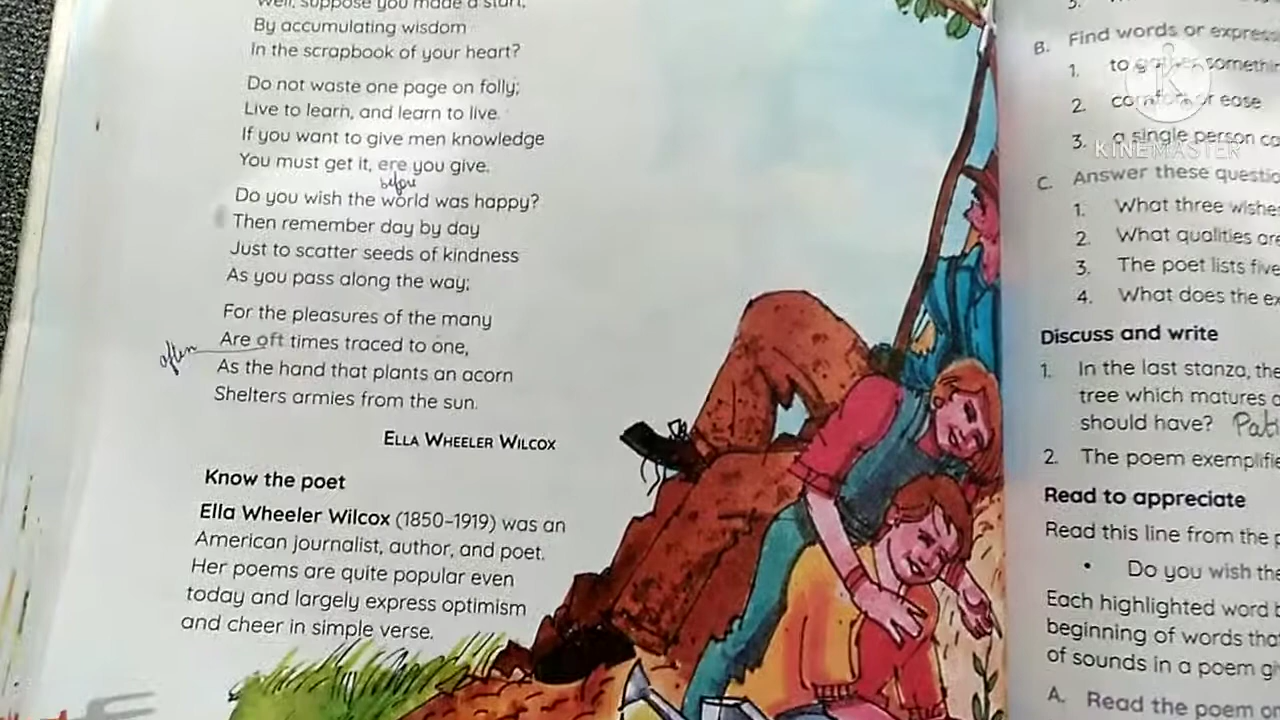 Well, suppose you made a start,
By accumulating wisdom
In the scrapbook of your heart?
Do not waste one page on folly;
Live to learn, and learn to live.
If you want to give men knowledge
You must get it, ere you give.
before
Do you wish the world was happy?
Then remember day by day
Just to scatter seeds of kindness
As you pass along the way;
For the pleasures of the many
often
Are oft times traced to one,
As the hand that plants an acorn
Shelters armies from the sun.
ELLA WHEELER WILCOX
Know the poet
Ella Wheeler Wilcox (1850–1919) was an
American journalist, author, and poet.
Her poems are quite popular even
today and largely express optimism
and cheer in simple verse.
3.
B. Find words or express
1. to gather somethin
2. comfort or ease
3. a single person co
K
KINEMASTER
C. Answer these questio
1. What three wishe
2. What qualities are
3. The poet lists five
4. What does the ex
Discuss and write
1. In the last stanza, the
tree which matures
should have?
2. The poem exemplifie
Read to appreciate
Read this line from the p
• Do you wish the
Each highlighted word h
beginning of words that
of sounds in a poem gi
A. Read the poem on